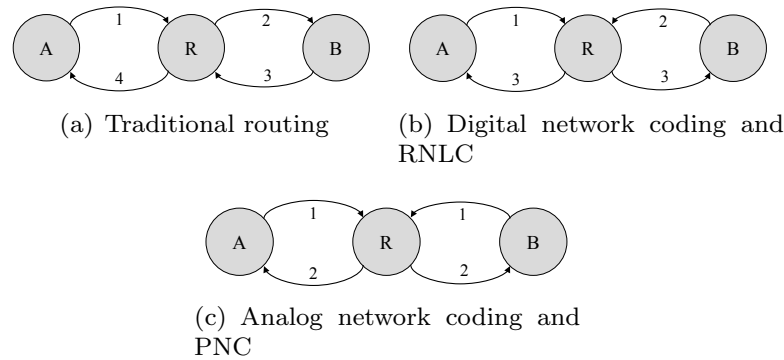 1 2
A R B
4 3
(a) Traditional routing
1 2
A R B
3 3
(b) Digital network coding and
RNLC
1 1
A R B
2 2
(c) Analog network coding and
PNC